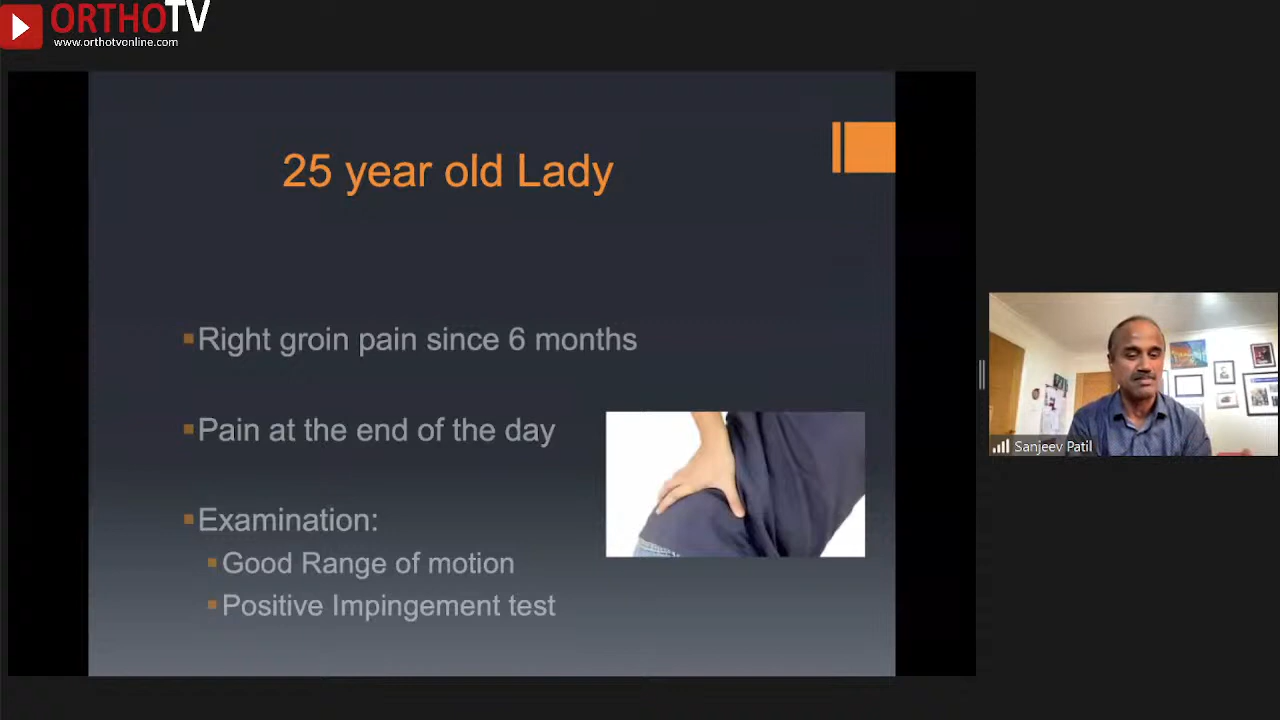 ORTHOTV
www.orthotvonline.com
25 year old Lady
Right groin pain since 6 months
Pain at the end of the day
Examination:
Good Range of motion
Positive Impingement test
Sanjeev Patil